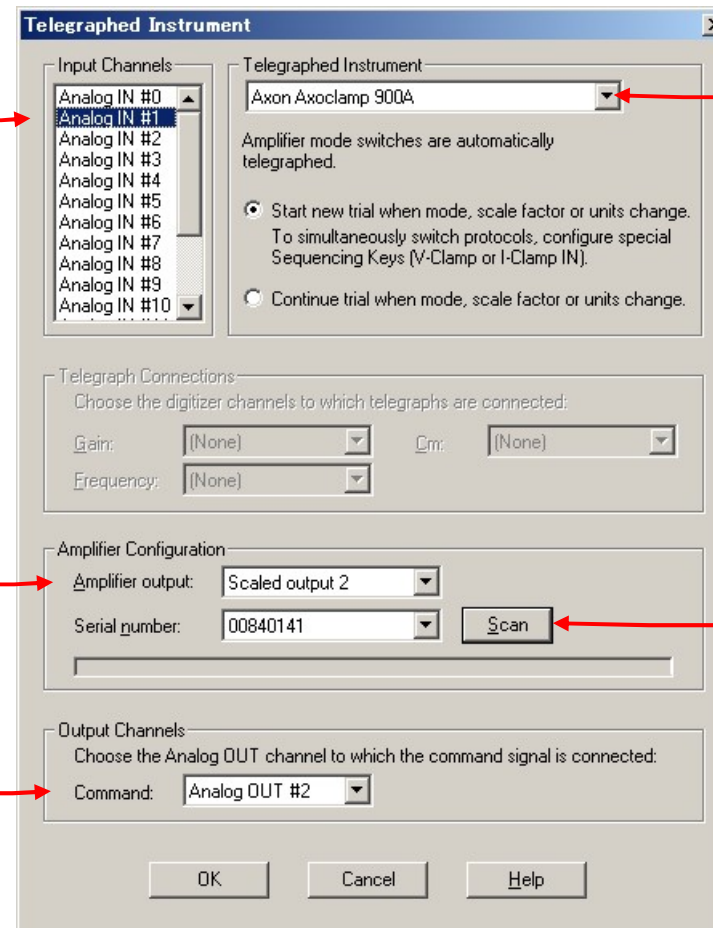 Telegraphed Instrument
Input Channels
Analog IN #0
Analog IN #1
Analog IN #2
Analog IN #3
Analog IN #4
Analog IN #5
Analog IN #6
Analog IN #7
Analog IN #8
Analog IN #9
Analog IN #10
Telegraphed Instrument
Axon Axoclamp 900A
Amplifier mode switches are automatically
telegraphed.
Start new trial when mode, scale factor or units change.
To simultaneously switch protocols, configure special
Sequencing Keys (V-Clamp or I-Clamp IN).
Continue trial when mode, scale factor or units change.
Telegraph Connections
Choose the digitizer channels to which telegraphs are connected:
Gain: (None) Cm: (None)
Frequency: (None)
Amplifier Configuration
Amplifier output: Scaled output 2
Serial number: 00840141 Scan
Output Channels
Choose the Analog OUT channel to which the command signal is connected:
Command: Analog OUT #2
OK Cancel Help